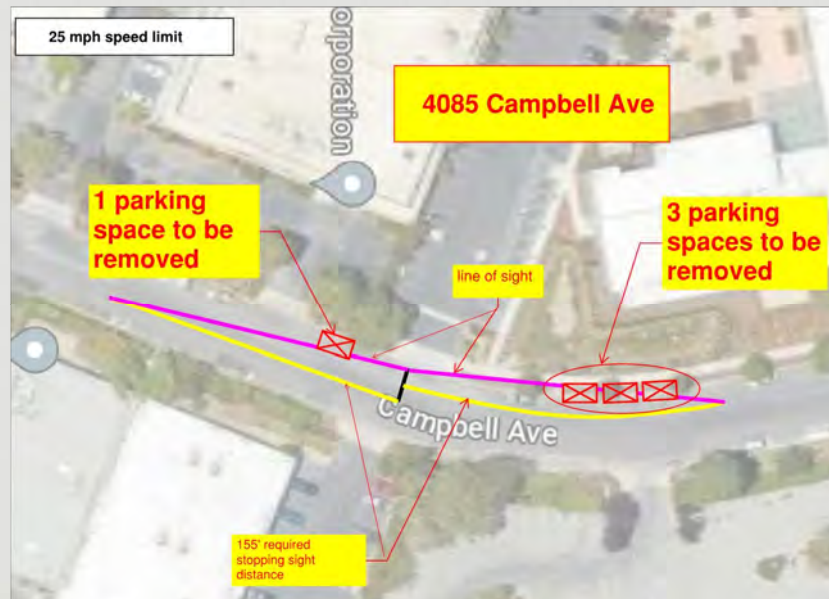 25 mph speed limit
orporation
4085 Campbell Ave
1 parking
space to be
removed
3 parking
spaces to be
removed
line of sight
Campbell Ave
155' required
stopping sight
distance